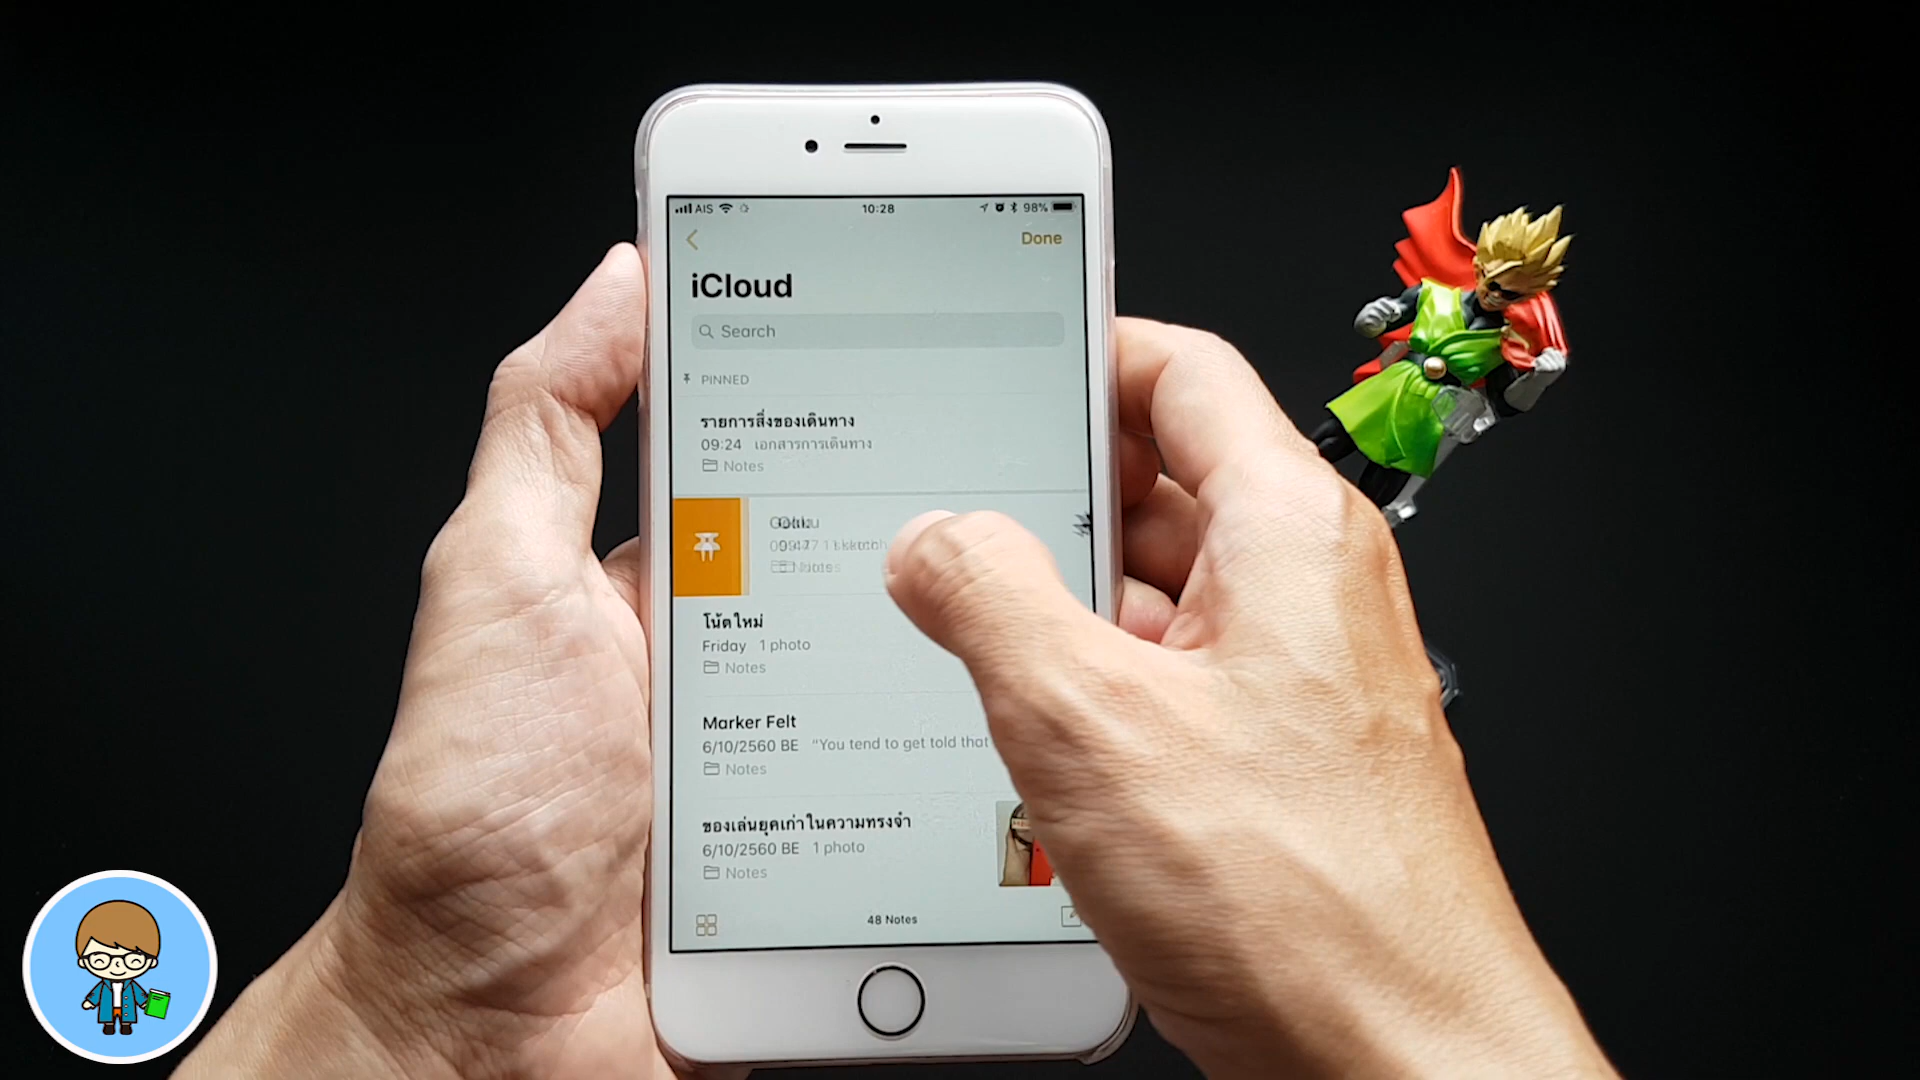 AIS 10:28 98%
Done
iCloud
Search
PINNED
รายการสิ่งของเดินทาง
09:24 เอกสารการเดินทาง
Notes
Notes
โน้ตใหม่
Friday 1 photo
Notes
Marker Felt
6/10/2560 BE “You tend to get told that
Notes
ของเล่นยุคเก่าในความทรงจำ
6/10/2560 BE 1 photo
Notes
48 Notes